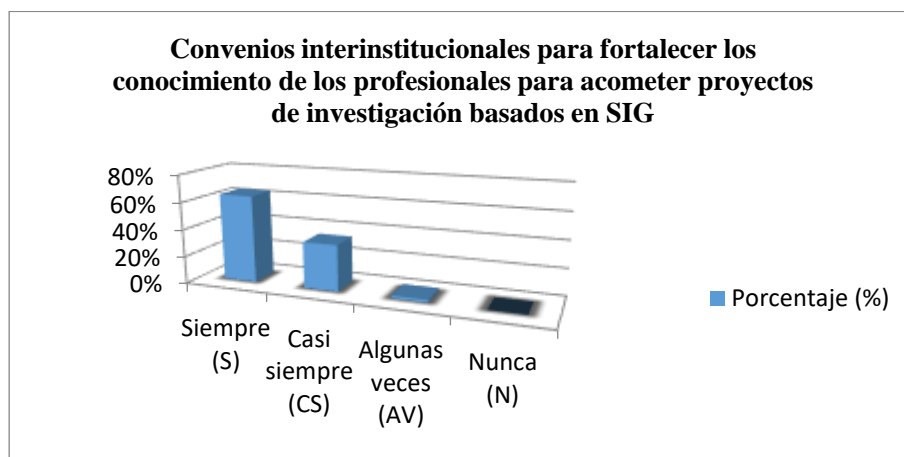 Convenios interinstitucionales para fortalecer los
conocimiento de los profesionales para acometer proyectos
de investigación basados en SIG
80%
60%
40%
20%
0%
Siempre
(S)
Casi
siempre
(CS)
Algunas
veces
(AV)
Nunca
(N)
Porcentaje (%)